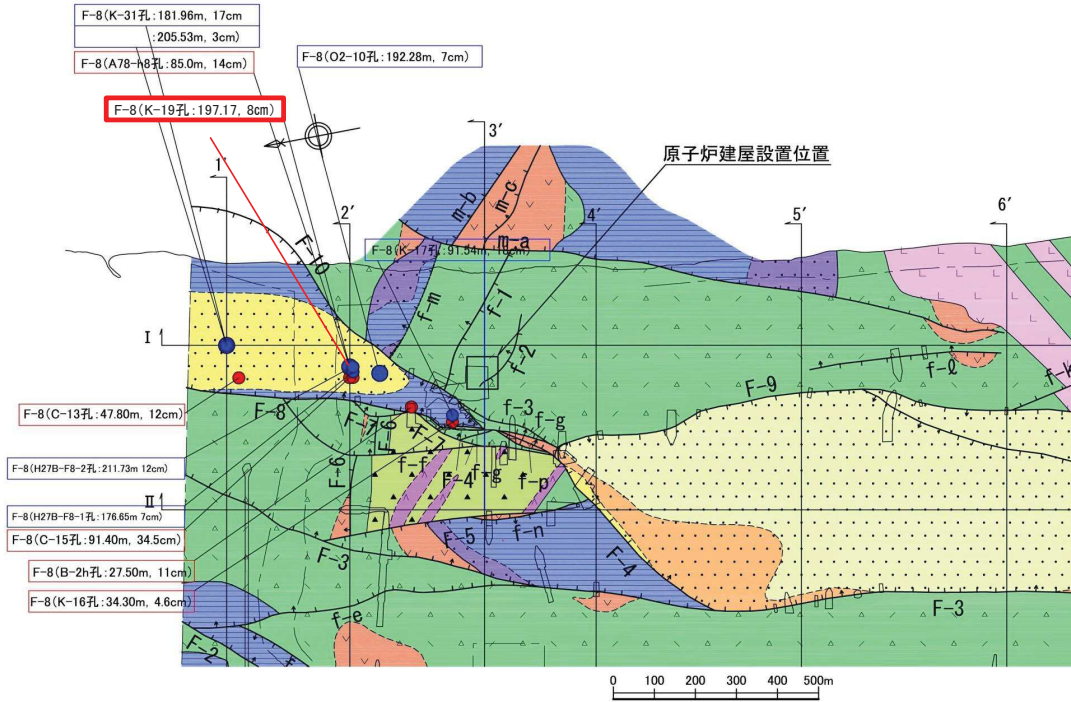 F-8(K-31孔:181.96m, 17cm
:205.53m, 3cm)
F-8(A78-h8孔:85.0m, 14cm)
F-8(O2-10孔:192.28m, 7cm)
F-8(K-19孔:197.17, 8cm)
原子炉建屋設置位置
1'
2'
3'
4'
5'
6'
m-b
m-c
m-a
F-8(K-17孔:91.54m,
F-10
f-m
f-1
f-2
I
F-9
f-ℓ
f-k
F-8
F-7
F-6
F-7
f-3
f-g
F-8(C-13孔:47.80m, 12cm)
F-8(H27B-F8-2孔:211.73m 12cm)
F-6
f-f
F-4
f-g
f-p
II
F-8(H27B-F8-1孔:176.65m 7cm)
F-8(C-15孔:91.40m, 34.5cm)
F-3
F-5
f-n
F-4
F-8(B-2h孔:27.50m, 11cm)
F-8(K-16孔:34.30m, 4.6cm)
f-e
F-3
F-2
0 100 200 300 400 500m